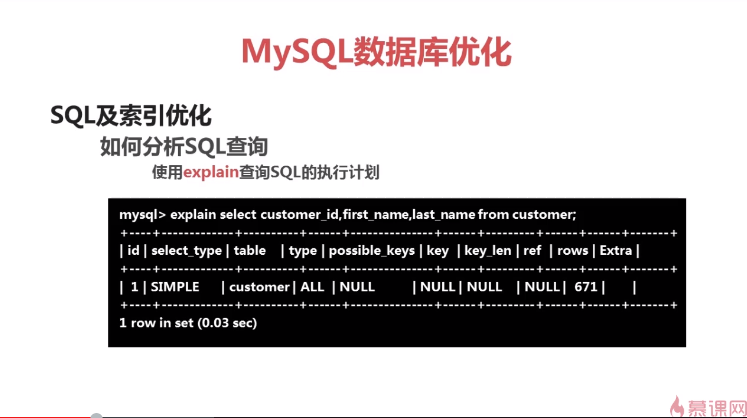 MySQL数据库优化
SQL及索引优化
如何分析SQL查询
使用explain查询SQL的执行计划
mysql> explain select customer_id,first_name,last_name from customer;
+----+-------------+----------+------+---------------+------+---------+------+------+-------+
| id | select_type | table | type | possible_keys | key | key_len | ref | rows | Extra |
+----+-------------+----------+------+---------------+------+---------+------+------+-------+
| 1 | SIMPLE | customer | ALL | NULL | NULL | NULL | NULL | 671 | |
+----+-------------+----------+------+---------------+------+---------+------+------+-------+
1 row in set (0.03 sec)
慕课网